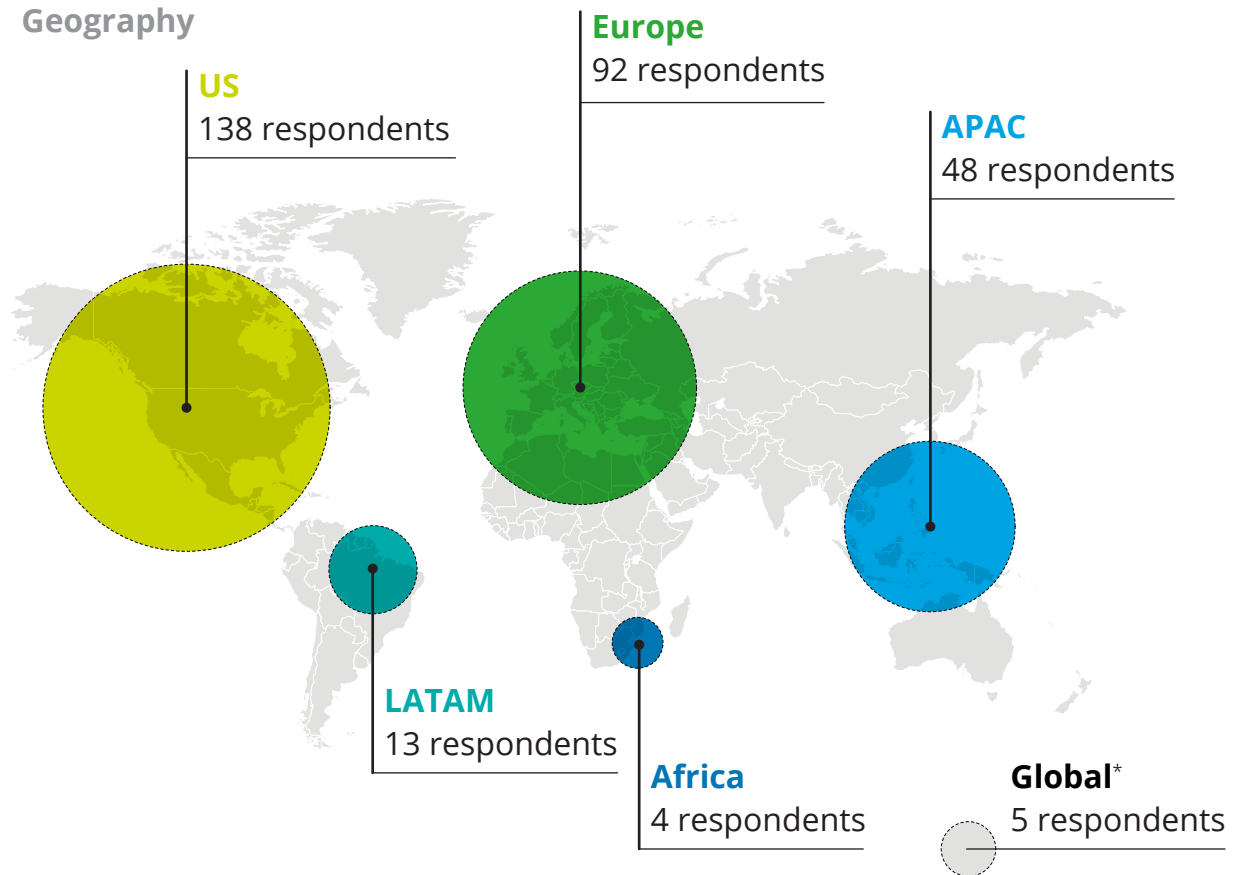 Geography
US
138 respondents
Europe
92 respondents
APAC
48 respondents
LATAM
13 respondents
Africa
4 respondents
Global*
5 respondents